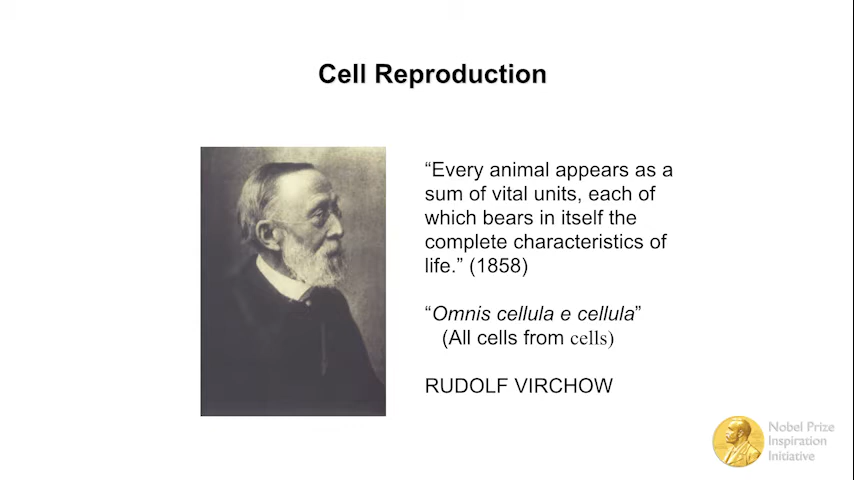 Cell Reproduction
“Every animal appears as a
sum of vital units, each of
which bears in itself the
complete characteristics of
life.” (1858)
“Omnis cellula e cellula”
(All cells from cells)
RUDOLF VIRCHOW
Nobel Prize
Inspiration
Initiative